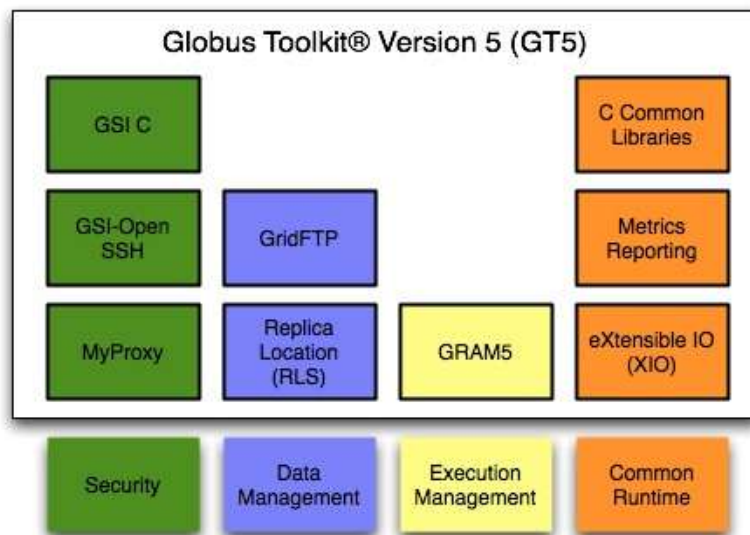 Globus Toolkit® Version 5 (GT5)
GSI C
C Common
Libraries
GSI-Open
SSH
GridFTP
Metrics
Reporting
MyProxy
Replica
Location
(RLS)
GRAM5
eXtensible IO
(XIO)
Security
Data
Management
Execution
Management
Common
Runtime